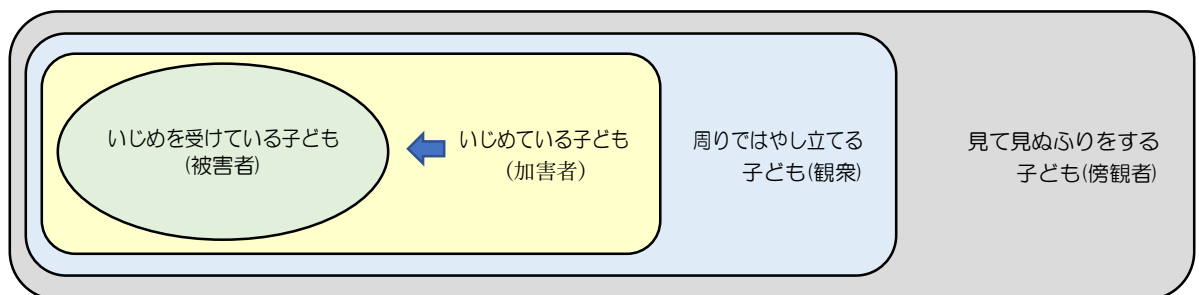 いじめを受けている子ども
(被害者)
いじめている子ども
(加害者)
周りではやし立てる
子ども(観衆)
見て見ぬふりをする
子ども(傍観者)